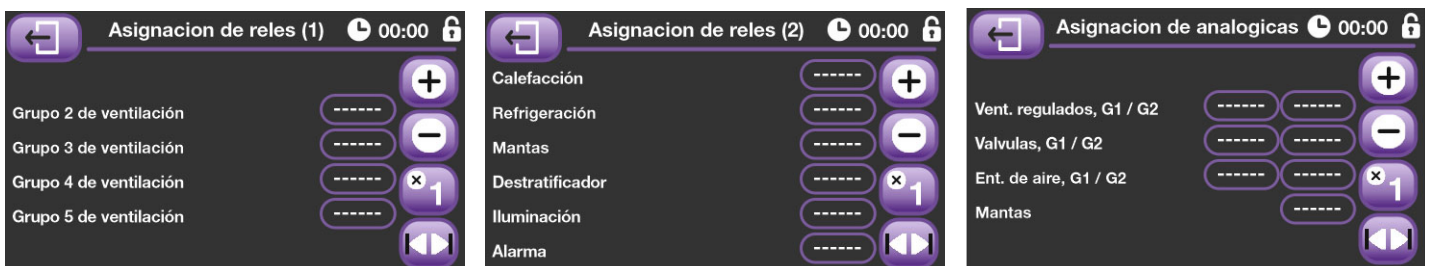 Asignacion de reles (1) 00:00
Grupo 2 de ventilación ------
Grupo 3 de ventilación ------
Grupo 4 de ventilación ------
Grupo 5 de ventilación ------
+
−
×1
Asignacion de reles (2) 00:00
Calefacción ------
Refrigeración ------
Mantas ------
Destratificador ------
Iluminación ------
Alarma ------
+
−
×1
Asignacion de analogicas 00:00
Vent. regulados, G1 / G2 ------ ------
Valvulas, G1 / G2 ------ ------
Ent. de aire, G1 / G2 ------ ------
Mantas ------
+
−
×1